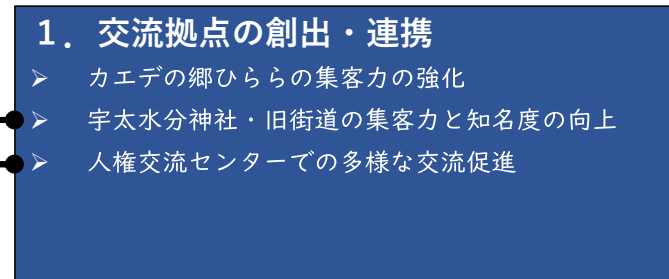 １．交流拠点の創出・連携
➢ カエデの郷ひららの集客力の強化
➢ 宇太水分神社・旧街道の集客力と知名度の向上
➢ 人権交流センターでの多様な交流促進